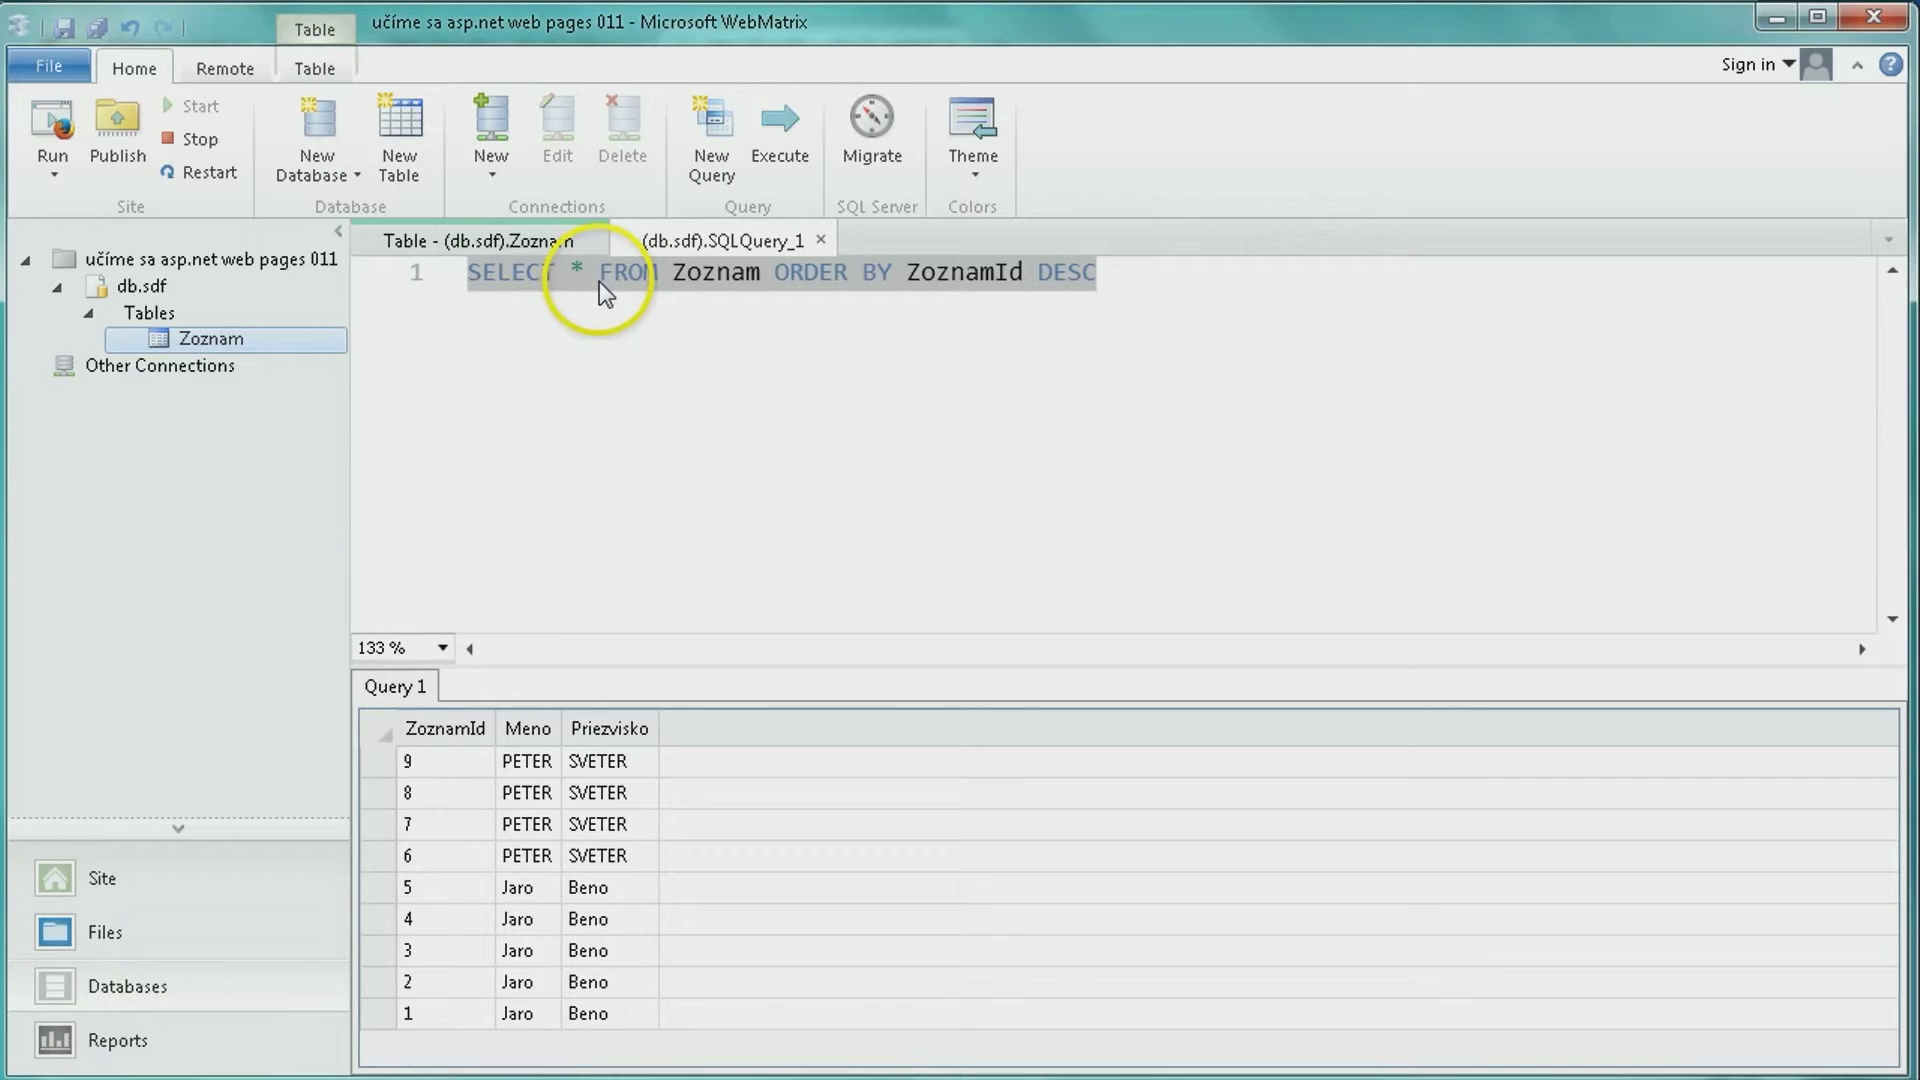 Table
učíme sa asp.net web pages 011 - Microsoft WebMatrix
File
Home
Remote
Table
Sign in
Run
Publish
Start
Stop
Restart
Site
New Database
New Table
Database
New
Edit
Delete
Connections
New Query
Execute
Query
Migrate
SQL Server
Theme
Colors
učíme sa asp.net web pages 011
db.sdf
Tables
Zoznam
Other Connections
Table - (db.sdf).Zoznam
(db.sdf).SQLQuery_1
1 SELECT * FROM Zoznam ORDER BY ZoznamId DESC
133 %
Query 1
ZoznamId Meno Priezvisko
9 PETER SVETER
8 PETER SVETER
7 PETER SVETER
6 PETER SVETER
5 Jaro Beno
4 Jaro Beno
3 Jaro Beno
2 Jaro Beno
1 Jaro Beno
Site
Files
Databases
Reports